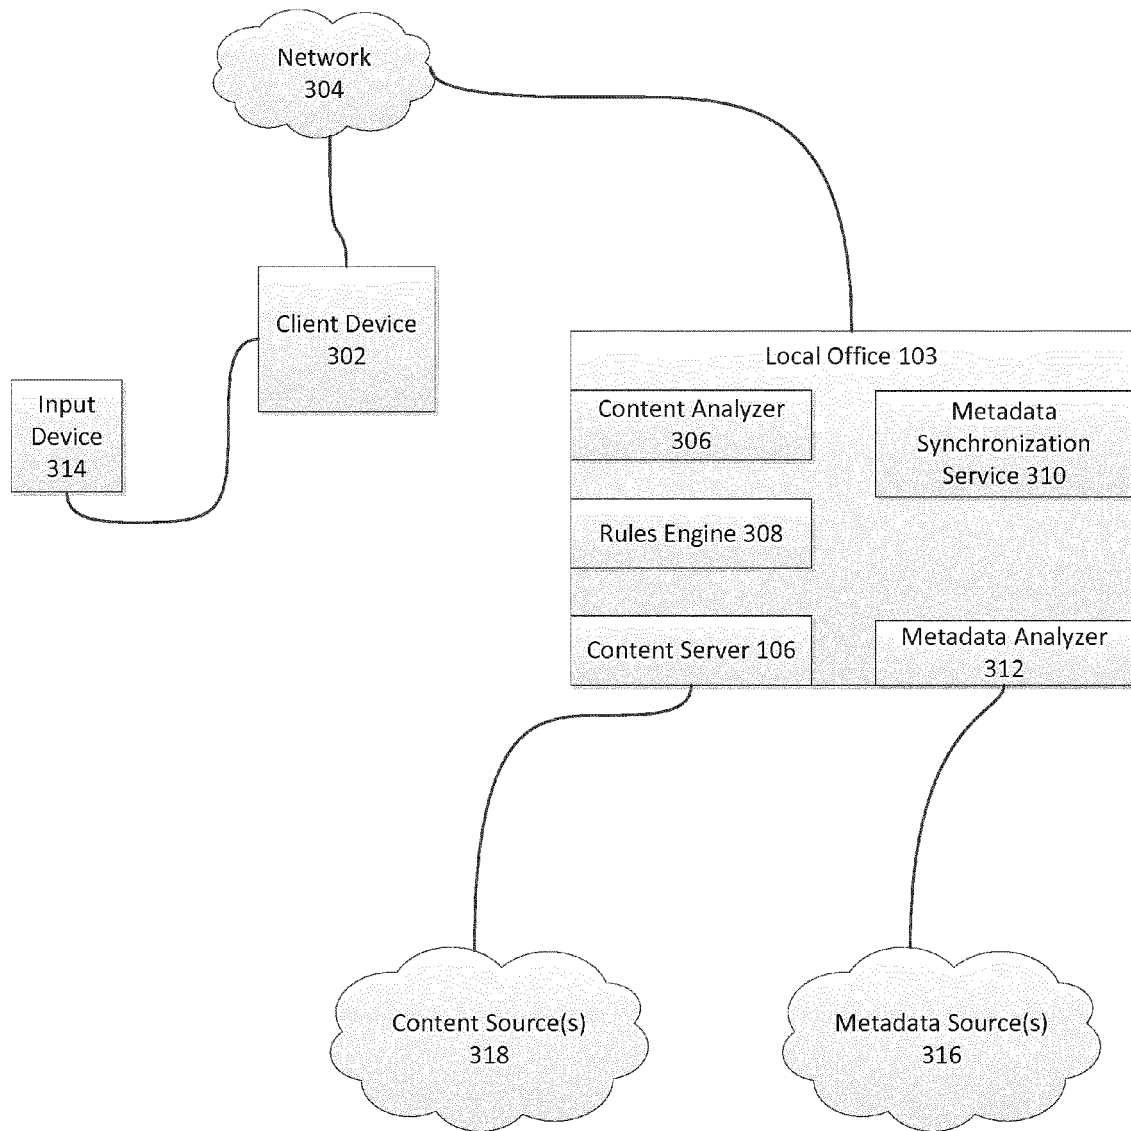 Network
304
Client Device
302
Input
Device
314
Local Office 103
Content Analyzer
306
Metadada
Synchronization
Service 310
Rules Engine 308
Content Server 106
Metadata Analyzer
312
Content Source(s)
318
Metadata Source(s)
316